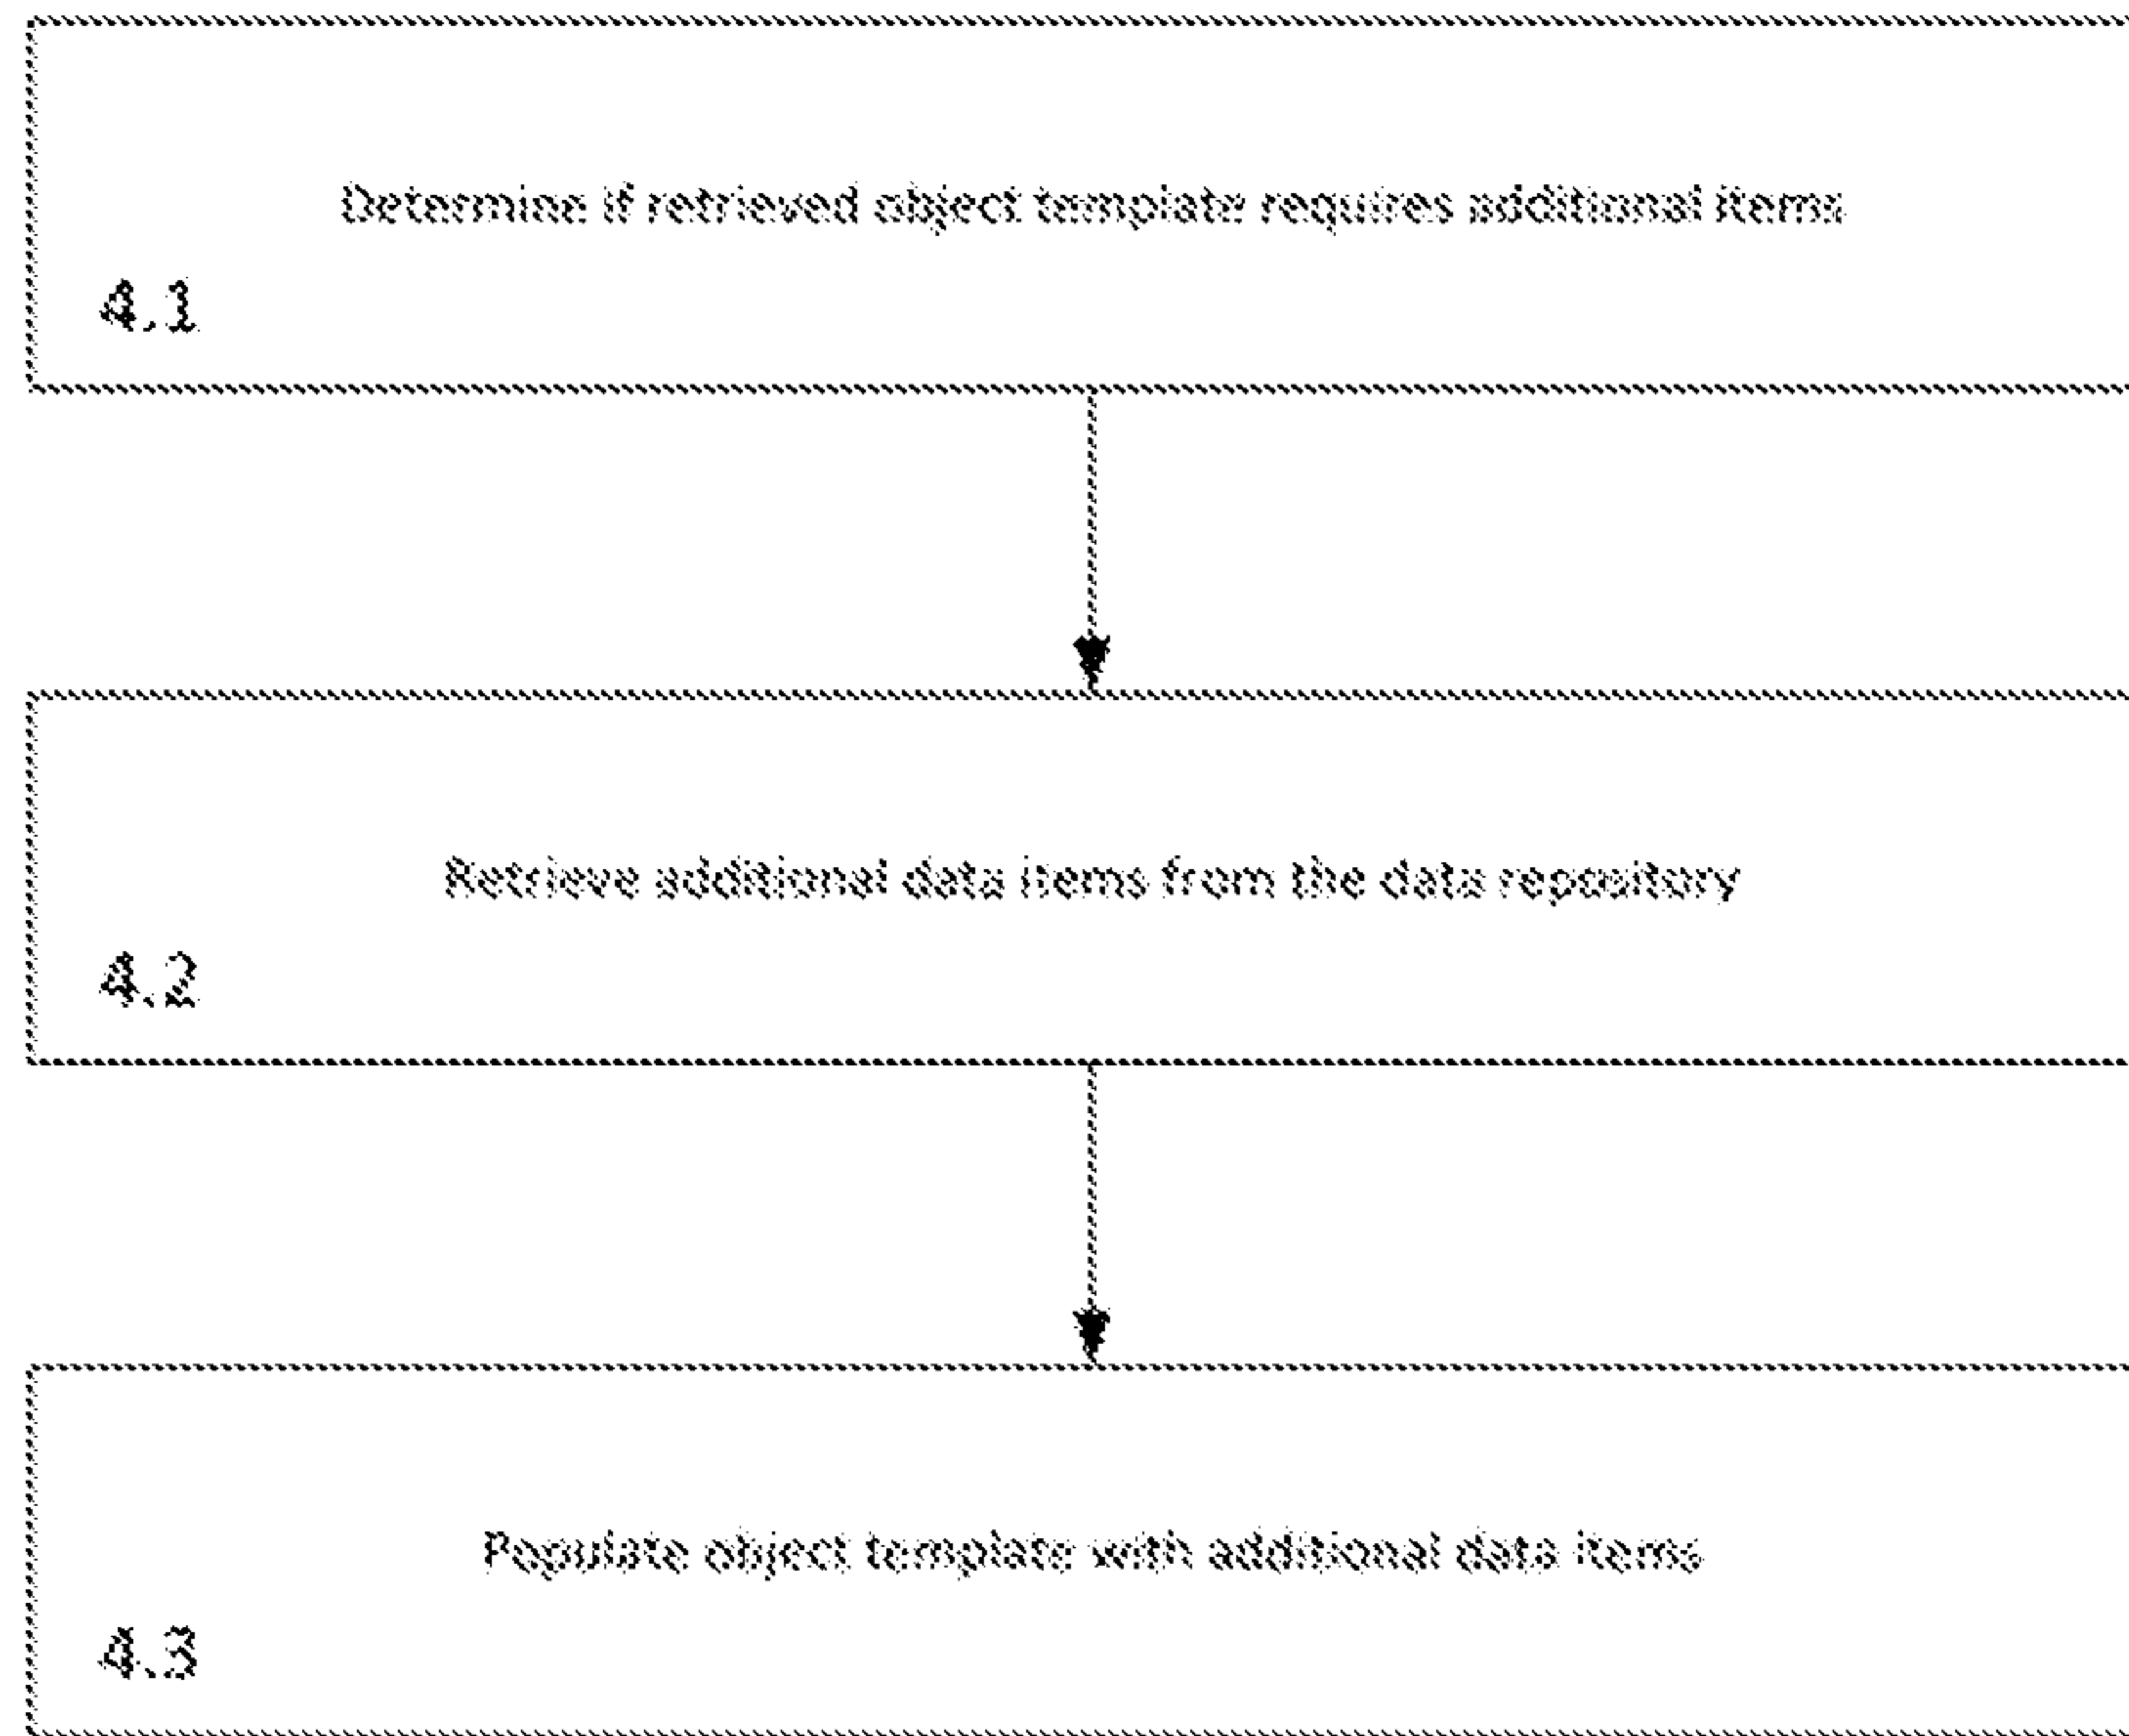 Determine if retrieved object template requires additional items
4.1
Retrieve additional data items from the data repository
4.2
Populate object template with additional data items
4.3